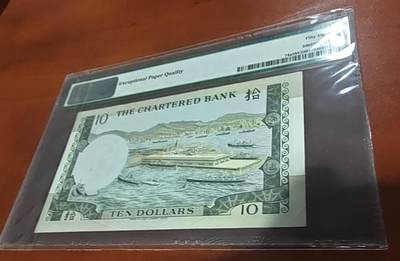 Exceptional Paper Quality
10 THE CHARTERED BANK 拾
拾 TEN DOLLARS 10